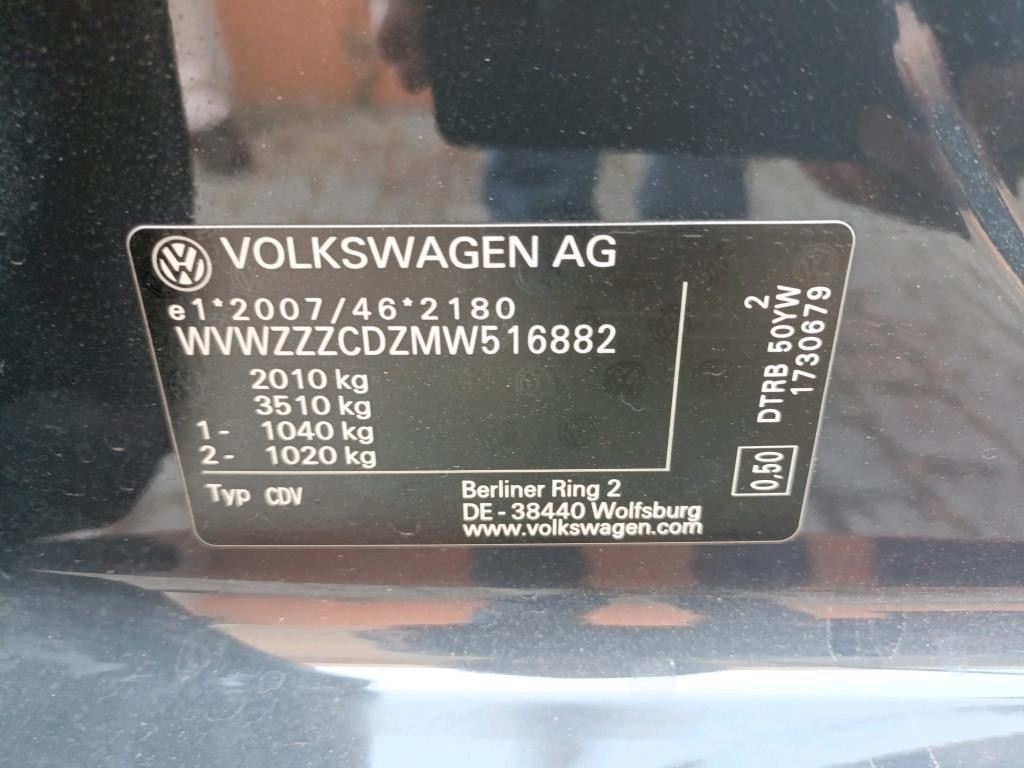 VOLKSWAGEN AG
e1*2007/46*2180
WVWZZZCDZMW516882
2010 kg
3510 kg
1- 1040 kg
2- 1020 kg
Typ CDV
Berliner Ring 2
DE-38440 Wolfsburg
www.volkswagen.com
2
DTRB 50YW
1730679
0,50